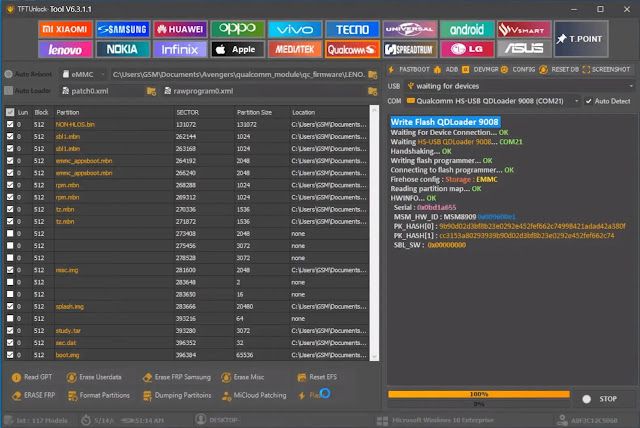 TFTUnlock- Tool V6.3.1.1
MI XIAOMI SAMSUNG HUAWEI oppo vivo TECNO UNIVERSAL android VSMART
lenovo NOKIA Infinix Apple MEDIATEK Qualcomm SPREADTRUM LG ASUS T.POINT
Auto Reboot eMMC C:\Users\GSM\Documents\Avengers\qualcomm_module\qc_firmware\LENO.
Auto Loader patch0.xml rawprogram0.xml
FASTBOOT ADB DEVMGR CONFIG RESET DB SCREENSHOT
USB waiting for devices
COM Qualcomm HS-USB QDLoader 9008 (COM21) Auto Detect
Lun Block Partition SECTOR Partition Size Location
0 512 NON-HLOS.bin 131072 131072 C:\Users\GSM\Documents...
0 512 sbl1.mbn 262144 1024 C:\Users\GSM\Documents...
0 512 sbl1.mbn 263168 1024 C:\Users\GSM\Documents...
0 512 emmc_appsboot.mbn 264192 2048 C:\Users\GSM\Documents...
0 512 emmc_appsboot.mbn 266240 2048 C:\Users\GSM\Documents...
0 512 rpm.mbn 268288 1024 C:\Users\GSM\Documents...
0 512 rpm.mbn 269312 1024 C:\Users\GSM\Documents...
0 512 tz.mbn 270336 1536 C:\Users\GSM\Documents...
0 512 tz.mbn 271872 1536 C:\Users\GSM\Documents...
0 512 273408 2048 none
0 512 275456 3072 none
0 512 278528 3072 none
0 512 misc.img 281600 2048 C:\Users\GSM\Documents...
0 512 283648 2 none
0 512 283650 16 none
0 512 splash.img 283666 20480 C:\Users\GSM\Documents...
0 512 393216 64 none
0 512 study.tar 393280 3072 C:\Users\GSM\Documents...
0 512 sec.dat 396352 32 C:\Users\GSM\Documents...
0 512 boot.img 396384 65536 C:\Users\GSM\Documents...
Write Flash QDLoader 9008
Waiting For Device Connection... OK
Waiting HS-USB QDLoader 9008... COM21
Handshaking... OK
Writing flash programmer... OK
Connecting to flash programmer... OK
Firehose config : Storage : EMMC
Reading partition map... OK
HWINFO... OK
Serial : 0x0bd1a655
MSM_HW_ID : MSM8909 0x009600e1
PK_HASH[0] : 9b90d02d3bf8b23e0292e452fef662c74998421adad42a380f
PK_HASH[1] : cc3153a80293939b90d02d3bf8b23e0292e452fef662c74
SBL_SW : 0x00000000
Read GPT Erase Userdata Erase FRP Samsung Erase Misc Reset EFS
ERASE FRP Format Partitions Dumping Partitoins MiCloud Patching
100%
0%
STOP
Int : 117 Models 5/14/ 51:14 AM DESKTOP- Microsoft Windows 10 Enterprise A0F3C12C5060